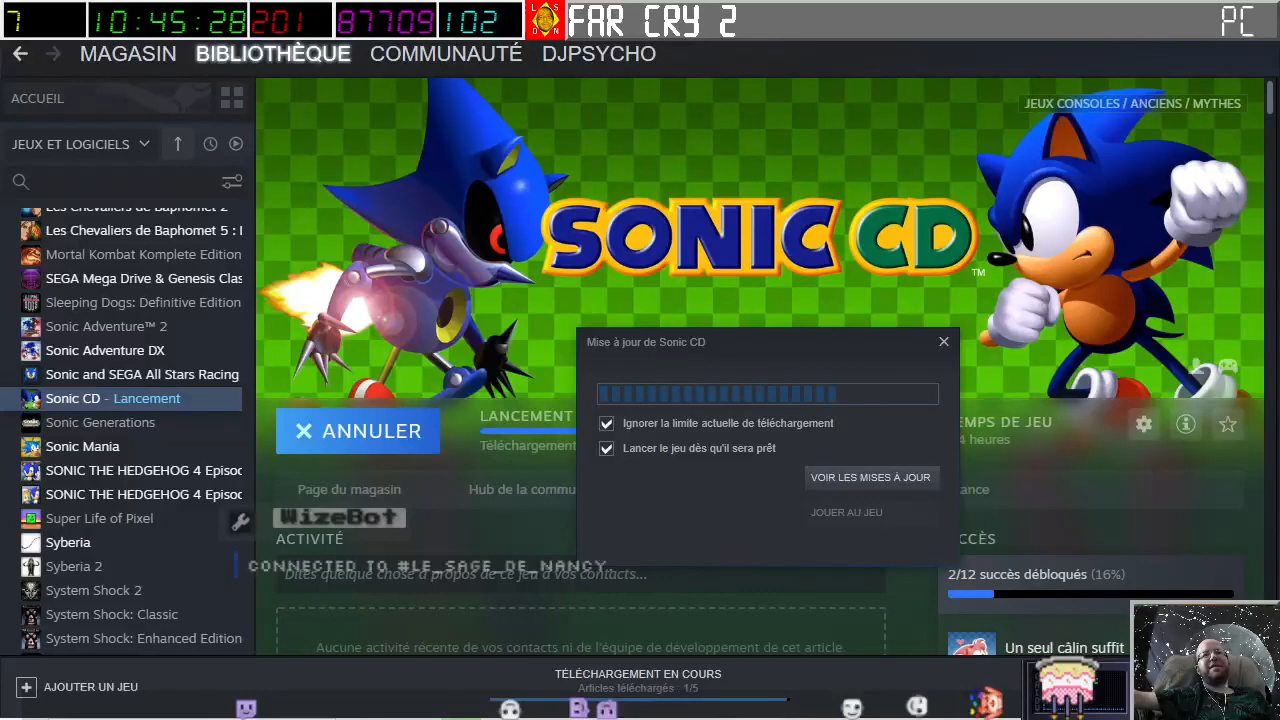 7
10:45:28
201
87709
102
L S
D N
FAR CRY 2
PC
MAGASIN
BIBLIOTHÈQUE
COMMUNAUTÉ
DJPSYCHO
ACCUEIL
JEUX ET LOGICIELS
Les Chevaliers de Baphomet 2
Les Chevaliers de Baphomet 5 : I
Mortal Kombat Komplete Edition
SEGA Mega Drive & Genesis Clas
Sleeping Dogs: Definitive Edition
Sonic Adventure™ 2
Sonic Adventure DX
Sonic and SEGA All Stars Racing
Sonic CD - Lancement
Sonic Generations
Sonic Mania
SONIC THE HEDGEHOG 4 Episoc
SONIC THE HEDGEHOG 4 Episoc
Super Life of Pixel
Syberia
Syberia 2
System Shock 2
System Shock: Classic
System Shock: Enhanced Edition
AJOUTER UN JEU
JEUX CONSOLES / ANCIENS / MYTHES
SONIC CD
TM
ANNULER
LANCEMENT
Téléchargement
EMPS DE JEU
4 heures
Mise à jour de Sonic CD
Ignorer la limite actuelle de téléchargement
Lancer le jeu dès qu'il sera prêt
VOIR LES MISES À JOUR
JOUER AU JEU
Page du magasin
Hub de la commu
tance
WizeBot
ACTIVITÉ
CONNECTED TO #LE_SAGE_DE_NANCY
Dites quelque chose à propos de ce jeu à vos contacts...
Aucune activité récente de vos contacts ni de l'équipe de développement de cet article.
CCÈS
2/12 succès débloqués (16%)
Un seul câlin suffit
TÉLÉCHARGEMENT EN COURS
Articles téléchargés : 1/5